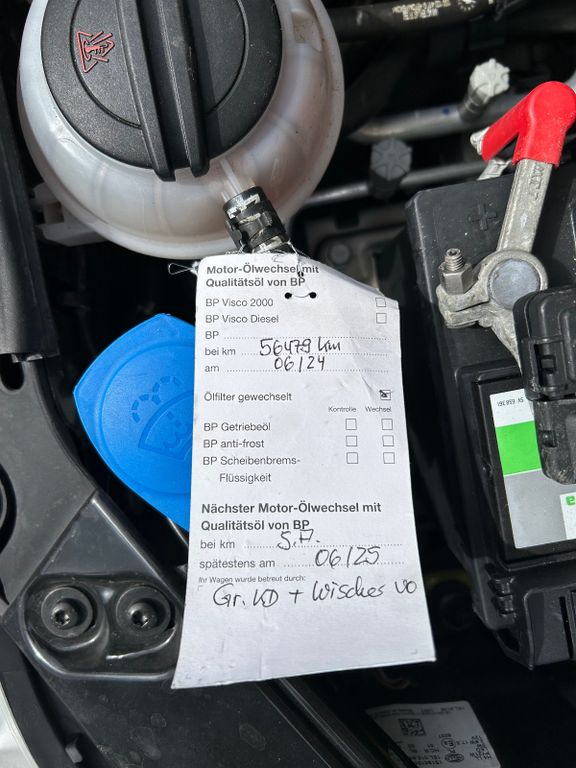 Motor-Ölwechsel mit
Qualitätsöl von BP
BP Visco 2000
BP Visco Diesel
BP
bei km 56479 km
am 06/24
Ölfilter gewechselt
Kontrolle Wechsel
BP Getriebeöl
BP anti-frost
BP Scheibenbrems-
Flüssigkeit
Nächster Motor-Ölwechsel mit
Qualitätsöl von BP
bei km S.A.
spätestens am 06/25
Ihr Wagen wurde betreut durch:
Gr. KD + Wischer vo